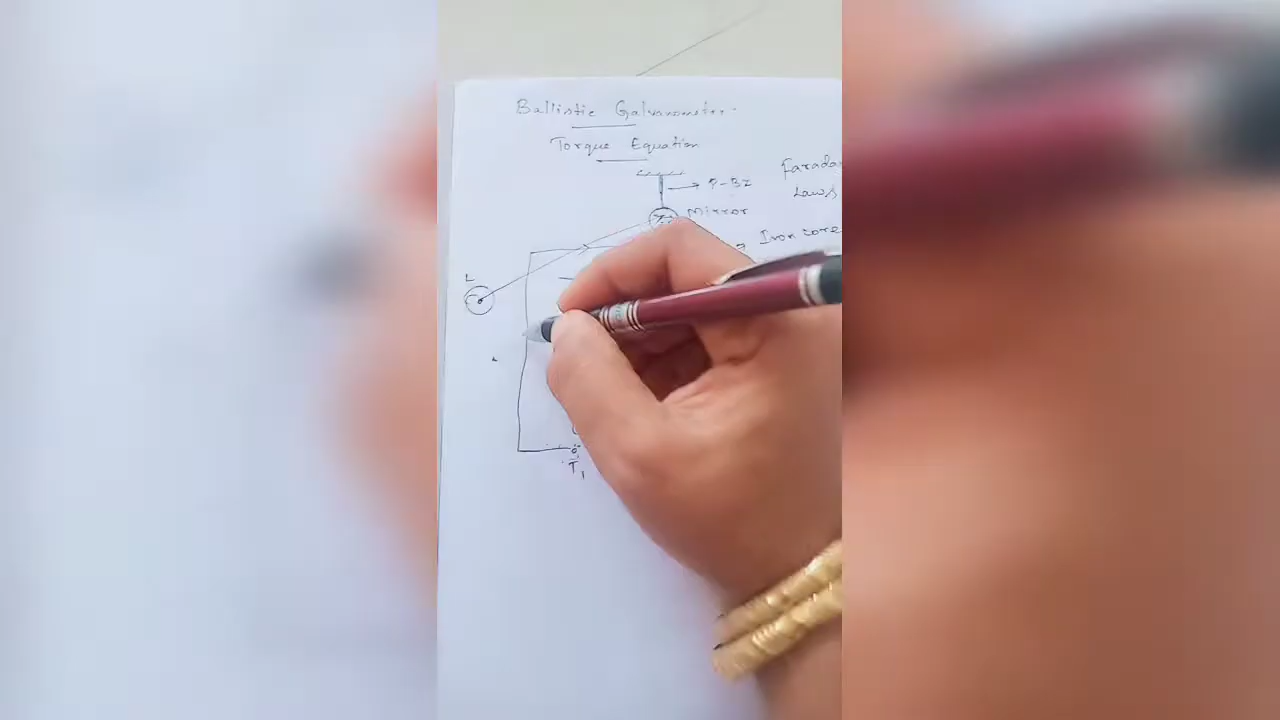 Ballistic Galvanometer.
Torque Equation
Farada
Laws
P-BZ
Mirror
Iron core
L
T1